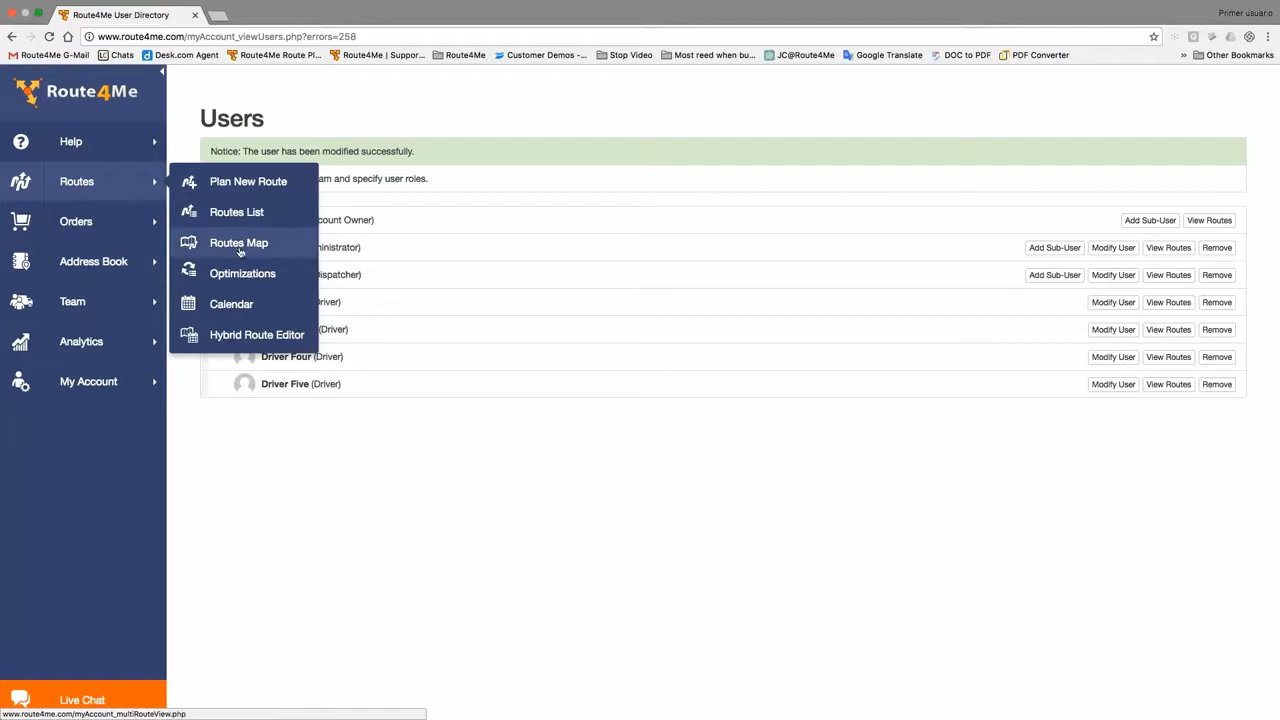 Route4Me User Directory
Primer usuario
www.route4me.com/myAccount_viewUsers.php?errors=258
Route4Me G-Mail
Chats
Desk.com Agent
Route4Me Route Pl...
Route4Me | Suppor...
Route4Me
Customer Demos -...
Stop Video
Most read when bu...
JC@Route4Me
Google Translate
DOC to PDF
PDF Converter
»
Other Bookmarks
Route4Me
Help
Routes
Orders
Address Book
Team
Analytics
My Account
Live Chat
Plan New Route
Routes List
Routes Map
Optimizations
Calendar
Hybrid Route Editor
Users
Notice: The user has been modified successfully.
am and specify user roles.
count Owner)
Add Sub-User
View Routes
ministrator)
Add Sub-User
Modify User
View Routes
Remove
ispatcher)
Add Sub-User
Modify User
View Routes
Remove
ver)
Modify User
View Routes
Remove
(Driver)
Modify User
View Routes
Remove
Driver Four (Driver)
Modify User
View Routes
Remove
Driver Five (Driver)
Modify User
View Routes
Remove
www.route4me.com/myAccount_multiRouteView.php